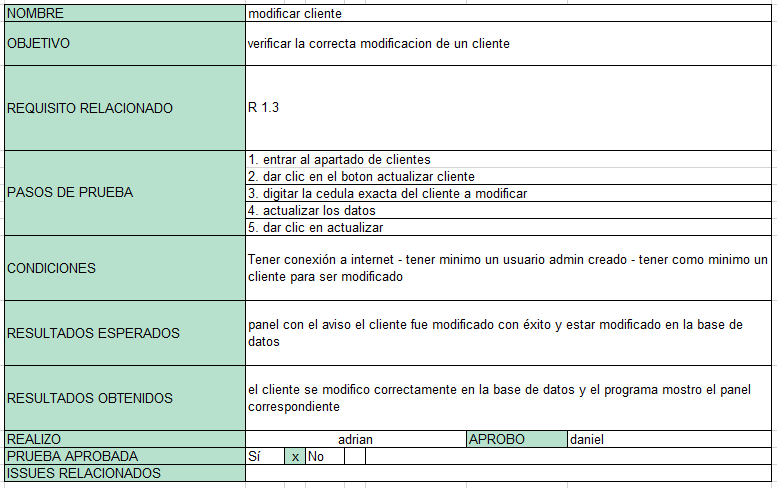 NOMBRE modificar cliente
OBJETIVO verificar la correcta modificacion de un cliente
REQUISITO RELACIONADO R 1.3
PASOS DE PRUEBA
1. entrar al apartado de clientes
2. dar clic en el boton actualizar cliente
3. digitar la cedula exacta del cliente a modificar
4. actualizar los datos
5. dar clic en actualizar
CONDICIONES
Tener conexión a internet - tener minimo un usuario admin creado - tener como minimo un
cliente para ser modificado
RESULTADOS ESPERADOS
panel con el aviso el cliente fue modificado con éxito y estar modificado en la base de
datos
RESULTADOS OBTENIDOS
el cliente se modifico correctamente en la base de datos y el programa mostro el panel
correspondiente
REALIZO adrian APROBO daniel
PRUEBA APROBADA Sí x No
ISSUES RELACIONADOS